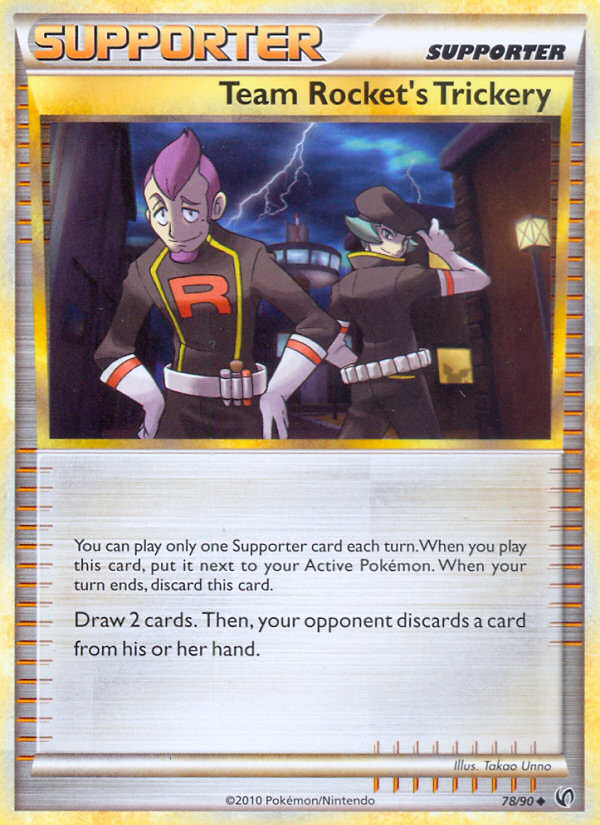 SUPPORTER
SUPPORTER
Team Rocket's Trickery
R
You can play only one Supporter card each turn.When you play
this card, put it next to your Active Pokémon. When your
turn ends, discard this card.
Draw 2 cards. Then, your opponent discards a card
from his or her hand.
Illus. Takao Unno
©2010 Pokémon/Nintendo
78/90